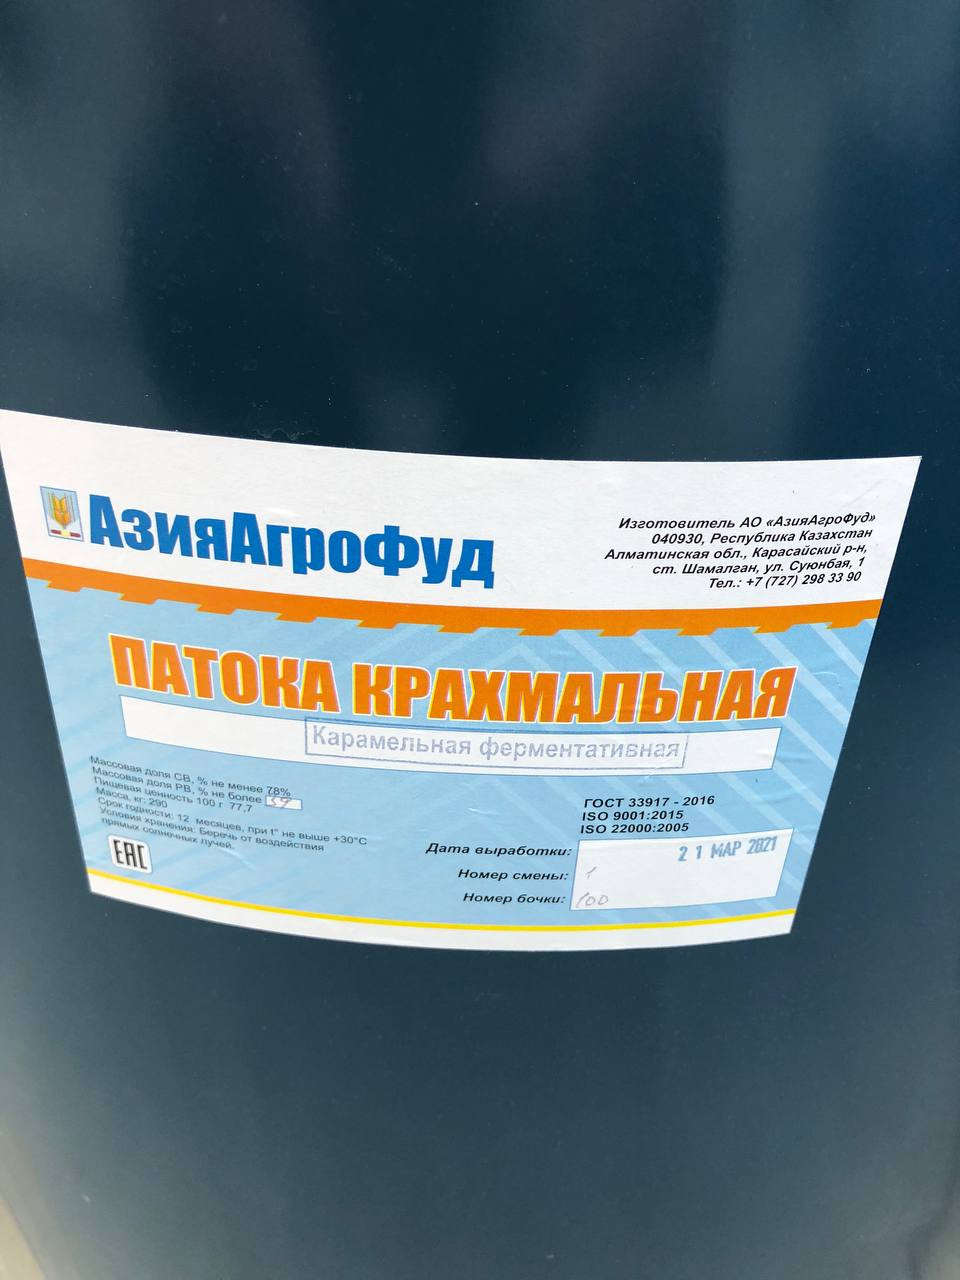 АзияАгроФуд
Изготовитель АО «АзияАгроФуд»
040930, Республика Казахстан
Алматинская обл., Карасайский р-н,
ст. Шамалган, ул. Суюнбая, 1
Тел.: +7 (727) 298 33 90
ПАТОКА КРАХМАЛЬНАЯ
Карамельная ферментативная
Массовая доля СВ, % не менее 78%
Массовая доля РВ, % не более
Пищевая ценность 100 г 77,7
Масса, кг: 290
Срок годности: 12 месяцев, при t° не выше +30°C
Условия хранения: Беречь от воздействия
прямых солнечных лучей.
EAC
ГОСТ 33917 - 2016
ISO 9001:2015
ISO 22000:2005
Дата выработки: 21 МАР 2021
Номер смены: 1
Номер бочки: 100